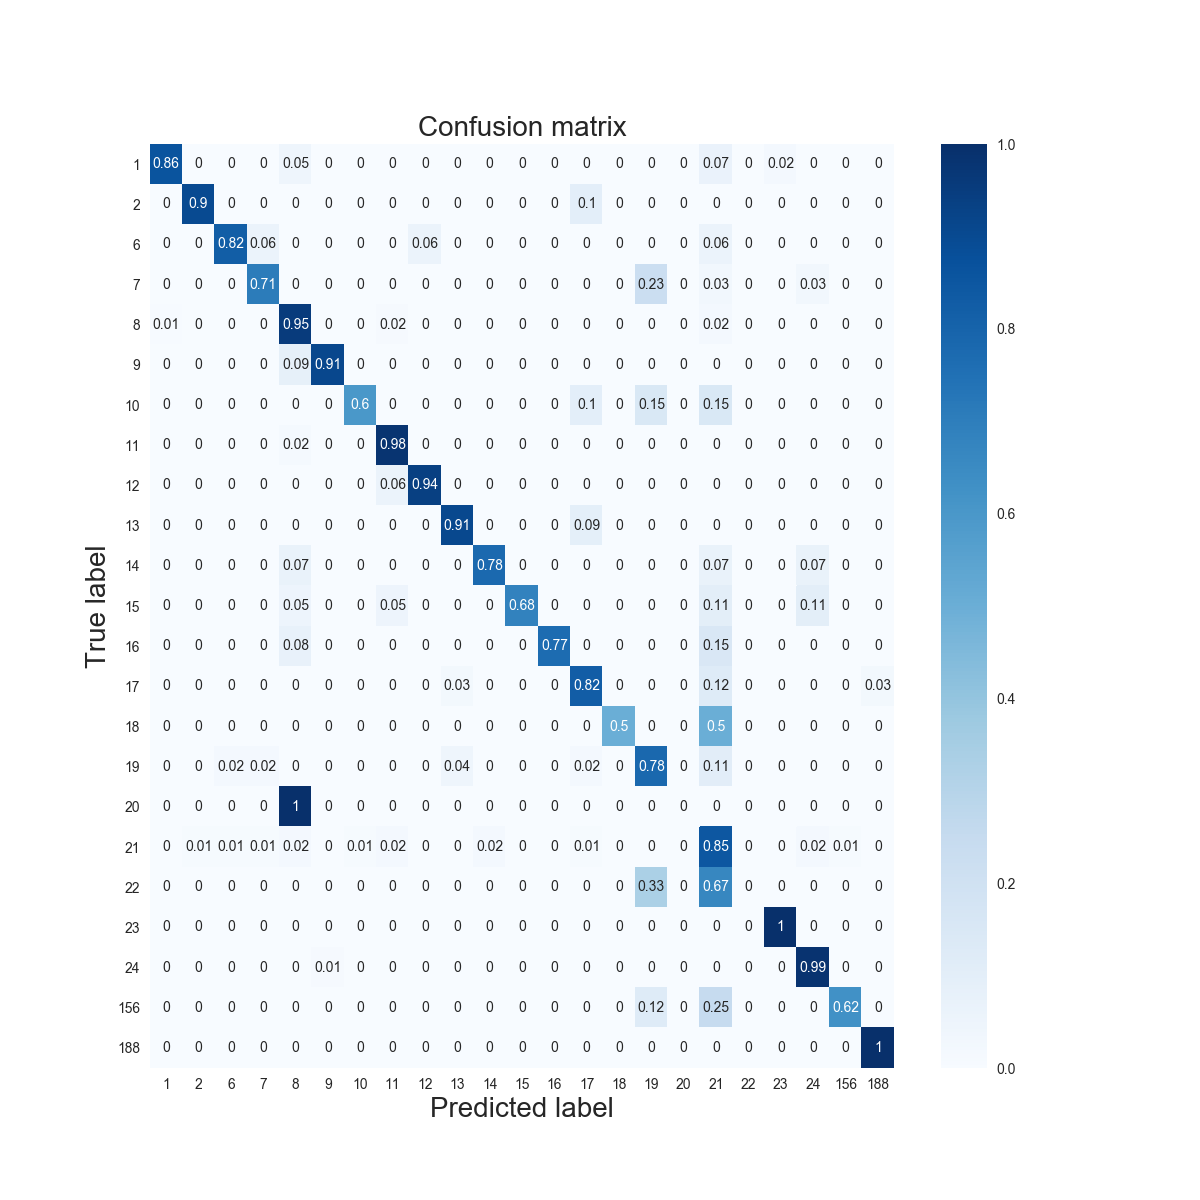 Confusion matrix
1 0.86 0 0 0 0.05 0 0 0 0 0 0 0 0 0 0 0 0 0.07 0 0.02 0 0 0
2 0 0.9 0 0 0 0 0 0 0 0 0 0 0 0.1 0 0 0 0 0 0 0 0 0
6 0 0 0.82 0.06 0 0 0 0 0.06 0 0 0 0 0 0 0 0 0.06 0 0 0 0 0
7 0 0 0 0.71 0 0 0 0 0 0 0 0 0 0 0 0.23 0 0.03 0 0 0.03 0 0
8 0.01 0 0 0 0.95 0 0 0.02 0 0 0 0 0 0 0 0 0 0.02 0 0 0 0 0
9 0 0 0 0 0.09 0.91 0 0 0 0 0 0 0 0 0 0 0 0 0 0 0 0 0
10 0 0 0 0 0 0 0.6 0 0 0 0 0 0 0.1 0 0.15 0 0.15 0 0 0 0 0
11 0 0 0 0 0.02 0 0 0.98 0 0 0 0 0 0 0 0 0 0 0 0 0 0 0
12 0 0 0 0 0 0 0 0.06 0.94 0 0 0 0 0 0 0 0 0 0 0 0 0 0
13 0 0 0 0 0 0 0 0 0 0.91 0 0 0 0.09 0 0 0 0 0 0 0 0 0
14 0 0 0 0 0.07 0 0 0 0 0 0.78 0 0 0 0 0 0 0.07 0 0 0.07 0 0
15 0 0 0 0 0.05 0 0 0.05 0 0 0 0.68 0 0 0 0 0 0.11 0 0 0.11 0 0
16 0 0 0 0 0.08 0 0 0 0 0 0 0 0.77 0 0 0 0 0.15 0 0 0 0 0
17 0 0 0 0 0 0 0 0 0 0.03 0 0 0 0.82 0 0 0 0.12 0 0 0 0 0.03
18 0 0 0 0 0 0 0 0 0 0 0 0 0 0 0.5 0 0 0.5 0 0 0 0 0
19 0 0 0.02 0.02 0 0 0 0 0 0.04 0 0 0 0.02 0 0.78 0 0.11 0 0 0 0 0
20 0 0 0 0 1 0 0 0 0 0 0 0 0 0 0 0 0 0 0 0 0 0 0
21 0 0.01 0.01 0.01 0.02 0 0.01 0.02 0 0 0.02 0 0 0.01 0 0 0 0.85 0 0 0.02 0.01 0
22 0 0 0 0 0 0 0 0 0 0 0 0 0 0 0 0.33 0 0.67 0 0 0 0 0
23 0 0 0 0 0 0 0 0 0 0 0 0 0 0 0 0 0 0 0 1 0 0 0
24 0 0 0 0 0 0.01 0 0 0 0 0 0 0 0 0 0 0 0 0 0 0.99 0 0
156 0 0 0 0 0 0 0 0 0 0 0 0 0 0 0 0.12 0 0.25 0 0 0 0.62 0
188 0 0 0 0 0 0 0 0 0 0 0 0 0 0 0 0 0 0 0 0 0 0 1
1 2 6 7 8 9 10 11 12 13 14 15 16 17 18 19 20 21 22 23 24 156 188
Predicted label
True label
1.0
0.8
0.6
0.4
0.2
0.0